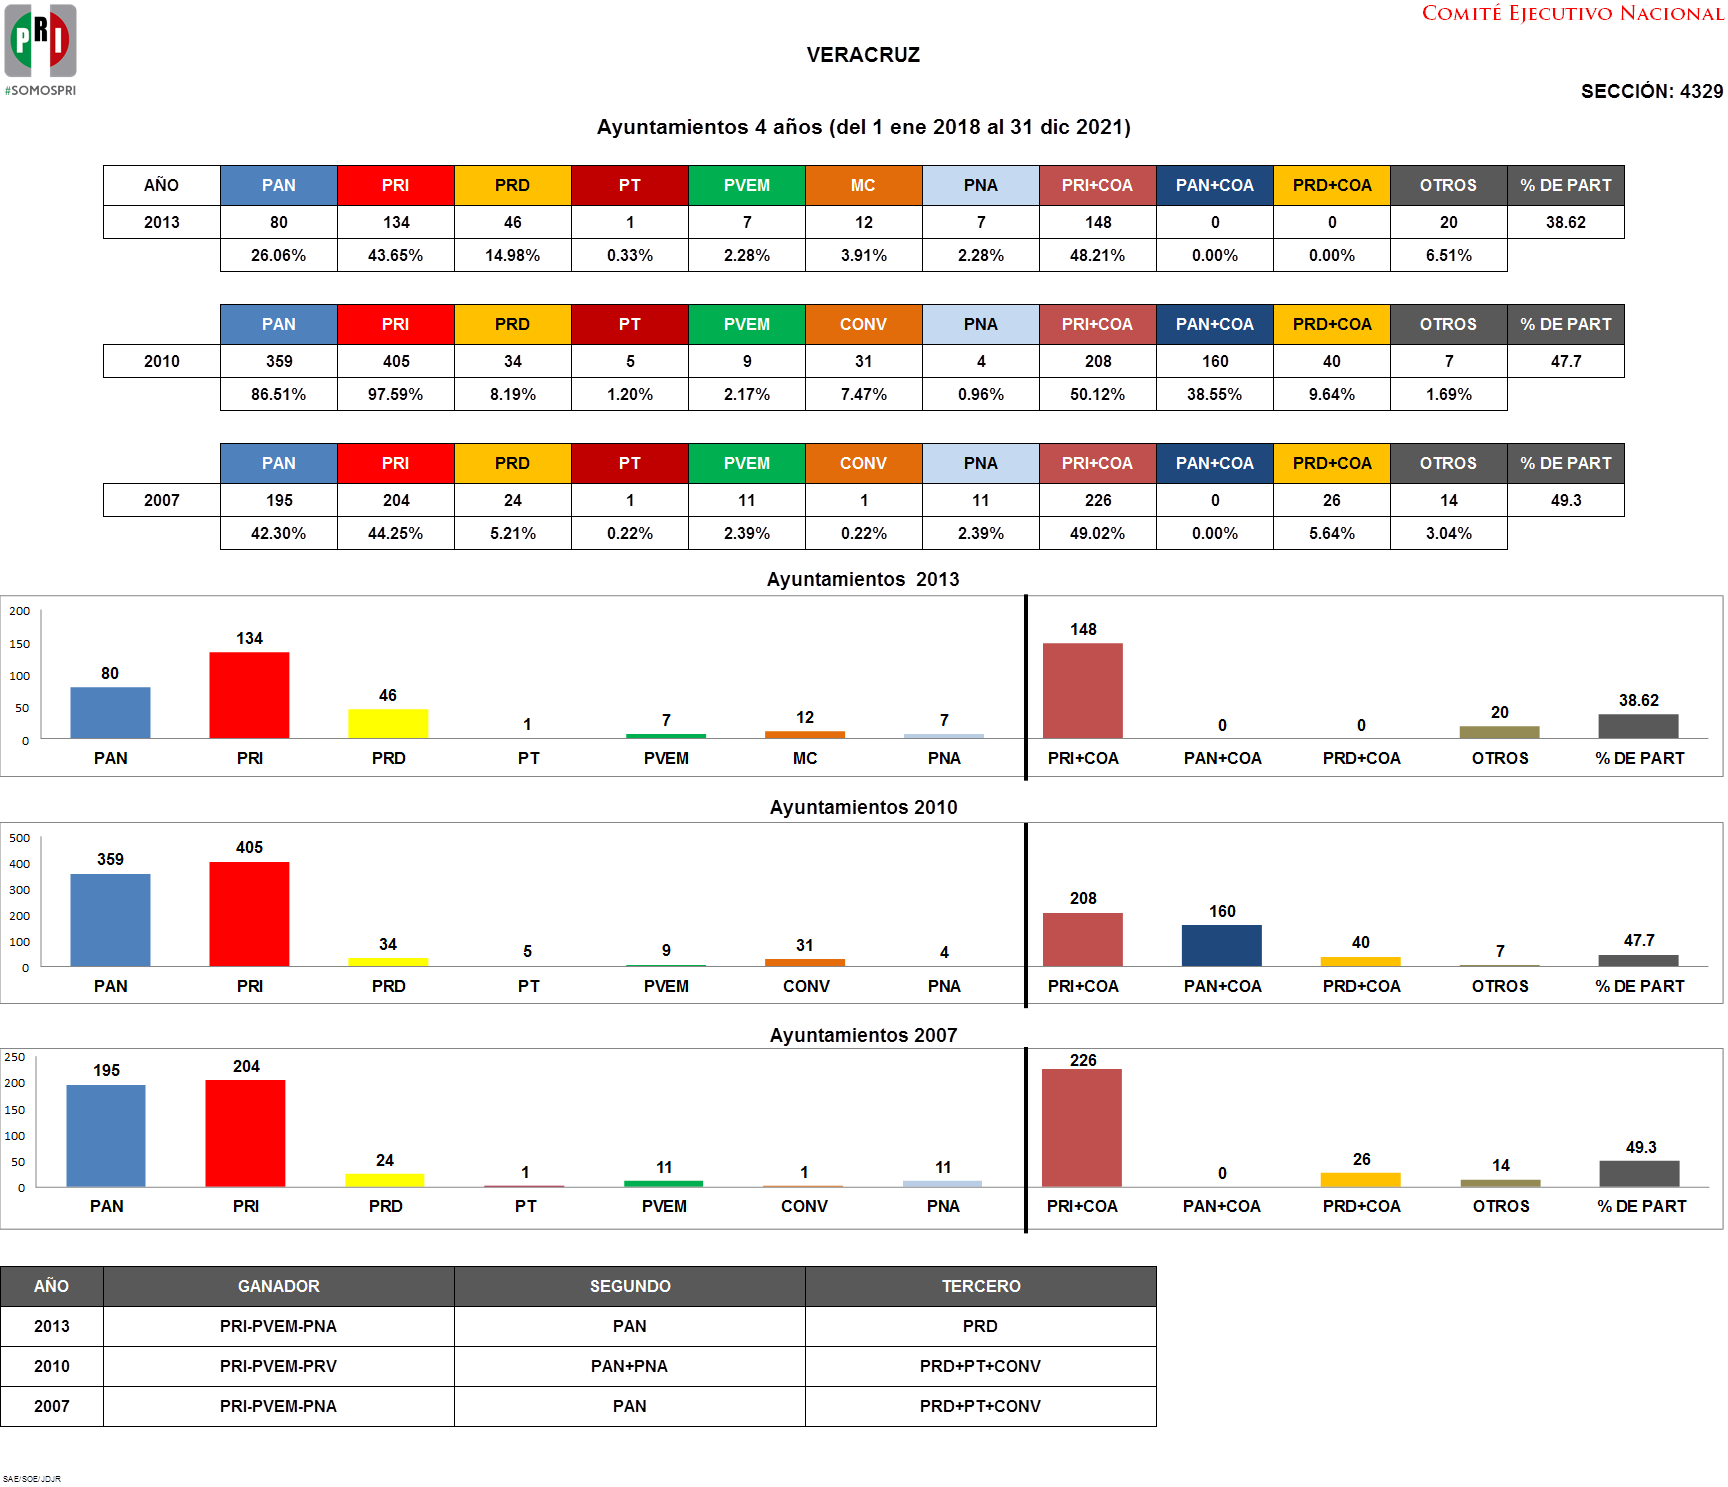 PRI
#SOMOSPRI
COMITÉ EJECUTIVO NACIONAL
VERACRUZ
SECCIÓN: 4329
Ayuntamientos 4 años (del 1 ene 2018 al 31 dic 2021)
AÑO PAN PRI PRD PT PVEM MC PNA PRI+COA PAN+COA PRD+COA OTROS % DE PART
2013 80 134 46 1 7 12 7 148 0 0 20 38.62
26.06% 43.65% 14.98% 0.33% 2.28% 3.91% 2.28% 48.21% 0.00% 0.00% 6.51%
PAN PRI PRD PT PVEM CONV PNA PRI+COA PAN+COA PRD+COA OTROS % DE PART
2010 359 405 34 5 9 31 4 208 160 40 7 47.7
86.51% 97.59% 8.19% 1.20% 2.17% 7.47% 0.96% 50.12% 38.55% 9.64% 1.69%
PAN PRI PRD PT PVEM CONV PNA PRI+COA PAN+COA PRD+COA OTROS % DE PART
2007 195 204 24 1 11 1 11 226 0 26 14 49.3
42.30% 44.25% 5.21% 0.22% 2.39% 0.22% 2.39% 49.02% 0.00% 5.64% 3.04%
Ayuntamientos 2013
200
150
100
50
0
80 134 46 1 7 12 7 148 0 0 20 38.62
PAN PRI PRD PT PVEM MC PNA PRI+COA PAN+COA PRD+COA OTROS % DE PART
Ayuntamientos 2010
500
400
300
200
100
0
359 405 34 5 9 31 4 208 160 40 7 47.7
PAN PRI PRD PT PVEM CONV PNA PRI+COA PAN+COA PRD+COA OTROS % DE PART
Ayuntamientos 2007
250
200
150
100
50
0
195 204 24 1 11 1 11 226 0 26 14 49.3
PAN PRI PRD PT PVEM CONV PNA PRI+COA PAN+COA PRD+COA OTROS % DE PART
AÑO GANADOR SEGUNDO TERCERO
2013 PRI-PVEM-PNA PAN PRD
2010 PRI-PVEM-PRV PAN+PNA PRD+PT+CONV
2007 PRI-PVEM-PNA PAN PRD+PT+CONV
SAE/SOE/JDJR